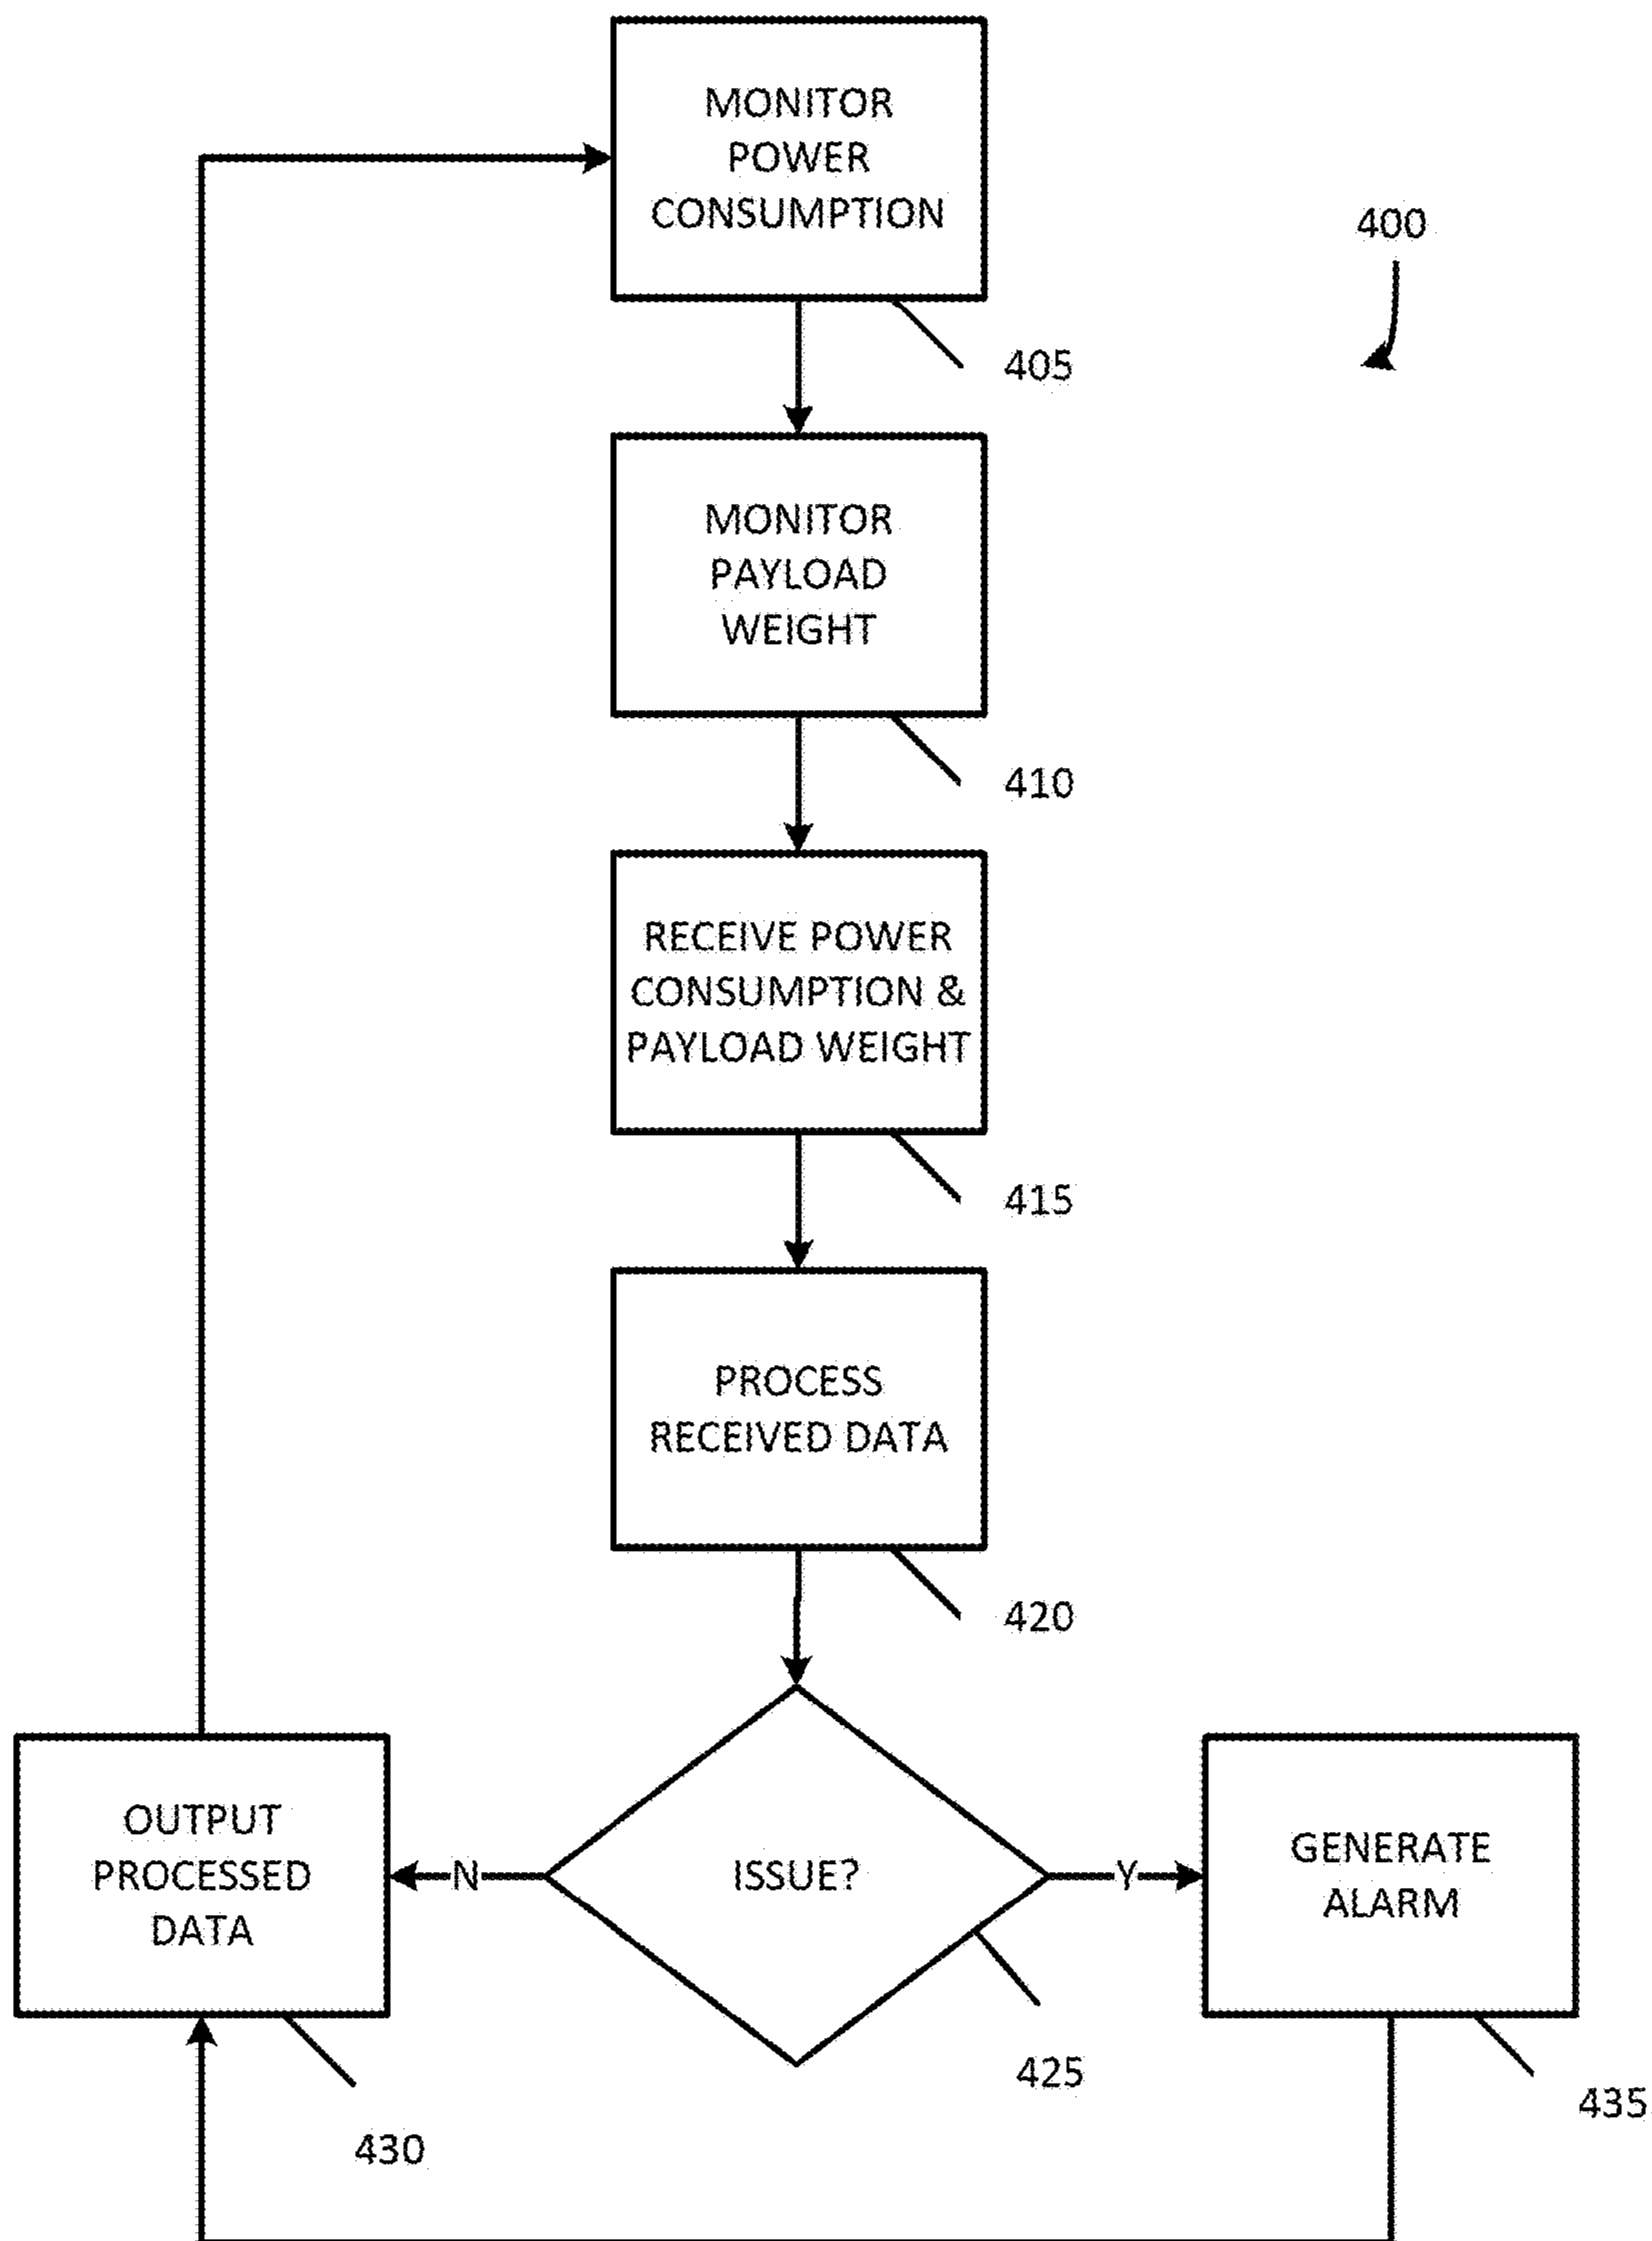 MONITOR
POWER
CONSUMPTION
400
405
MONITOR
PAYLOAD
WEIGHT
410
RECEIVE POWER
CONSUMPTION &
PAYLOAD WEIGHT
415
PROCESS
RECEIVED DATA
420
OUTPUT
PROCESSED
DATA
N
ISSUE?
Y
GENERATE
ALARM
425
435
430